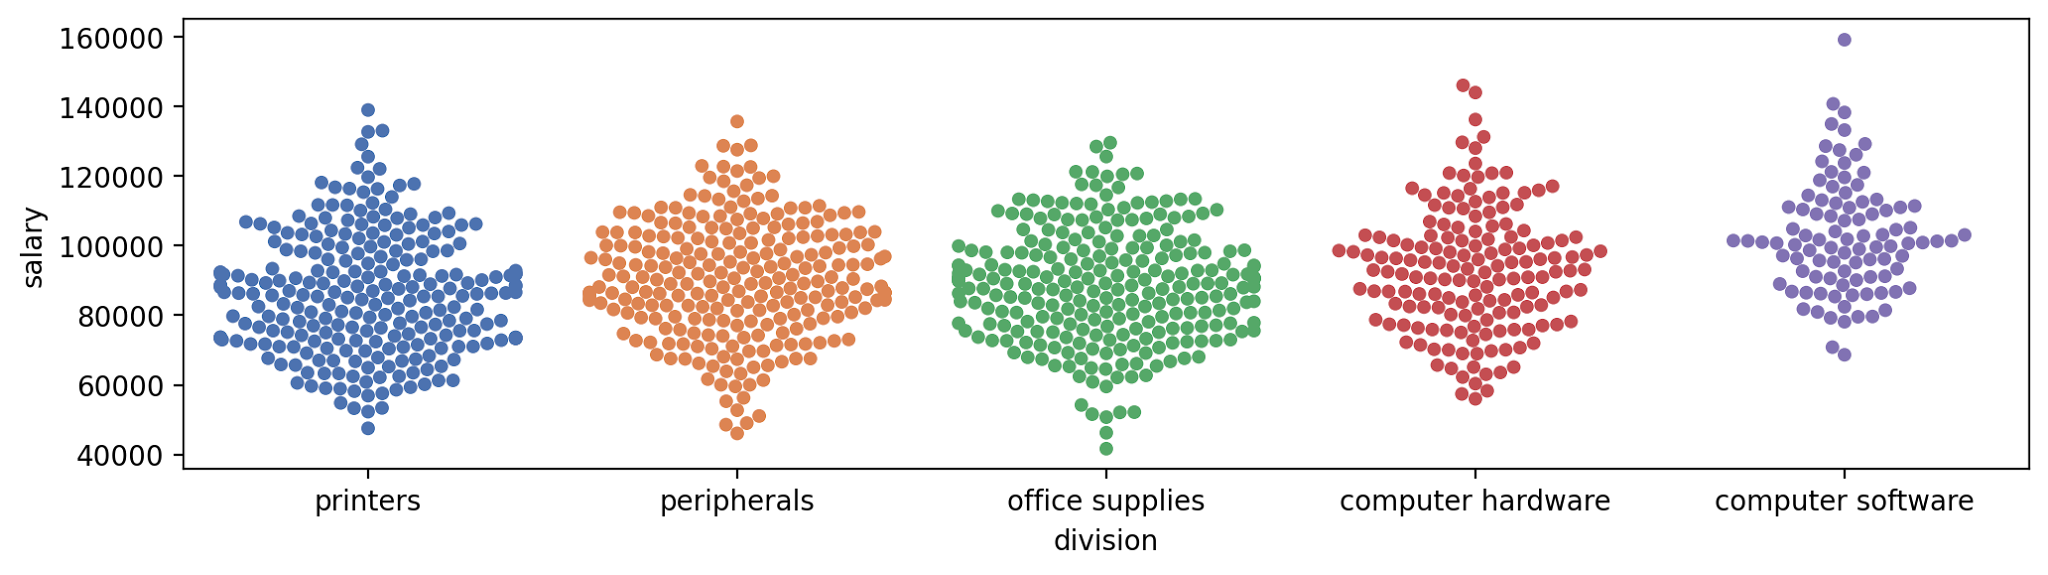 160000
140000
120000
100000
80000
60000
40000
salary
printers peripherals office supplies computer hardware computer software
division